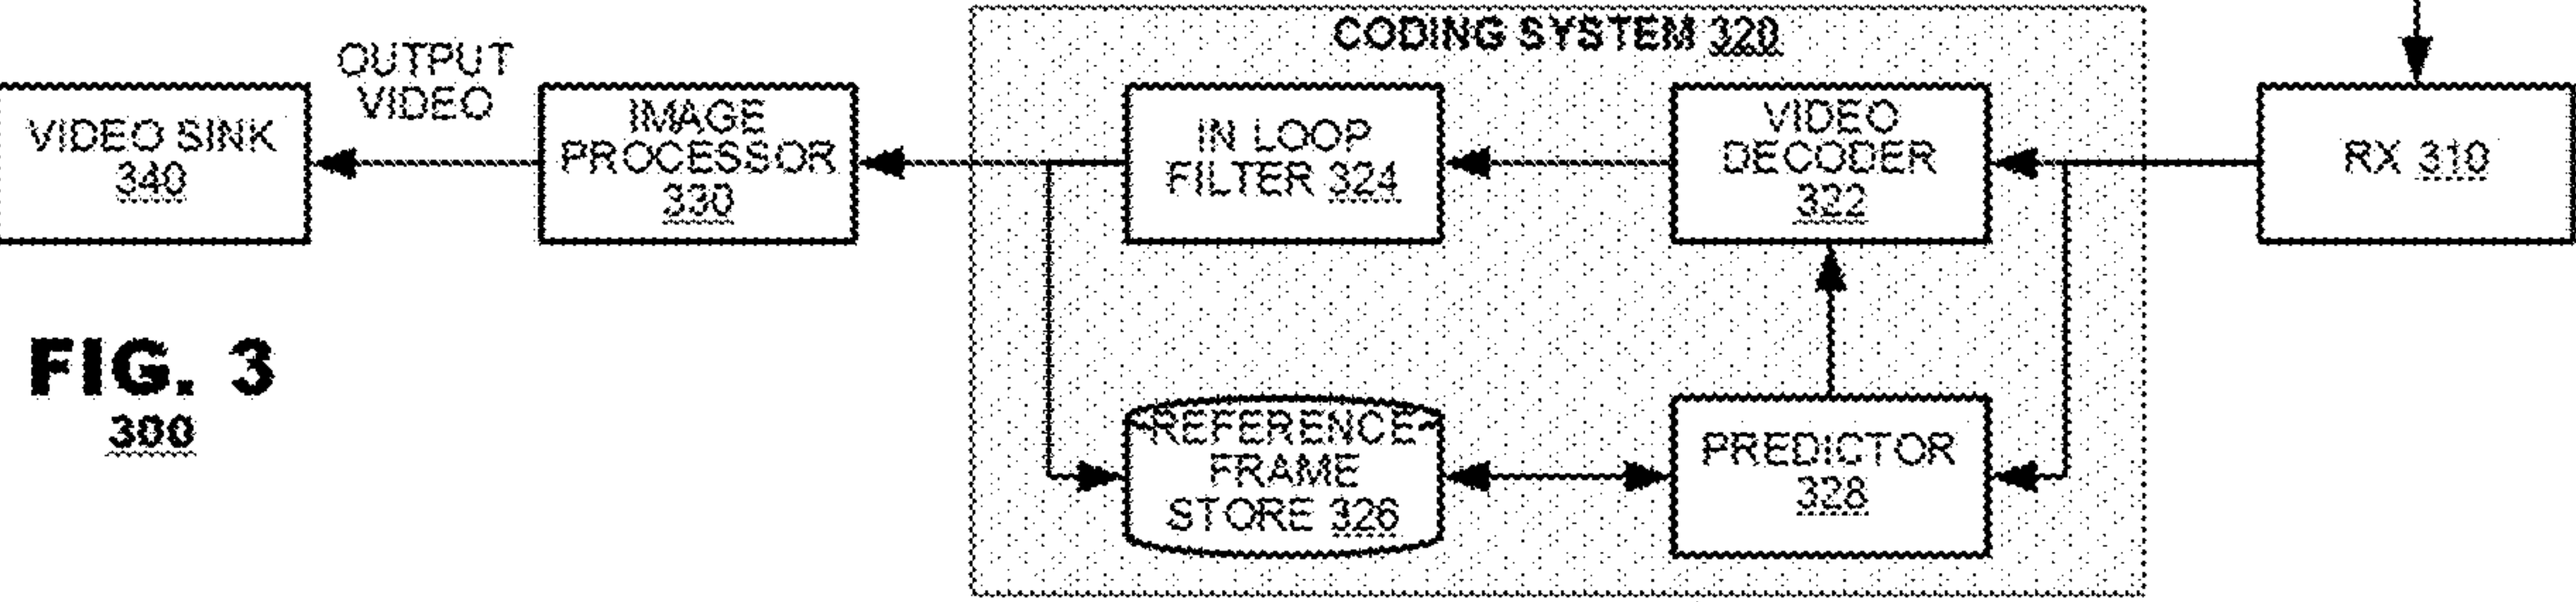 CODING SYSTEM 320
OUTPUT
VIDEO
VIDEO SINK
340
IMAGE
PROCESSOR
330
IN LOOP
FILTER 324
VIDEO
DECODER
322
RX 310
FIG. 3
300
REFERENCE
FRAME
STORE 326
PREDICTOR
328